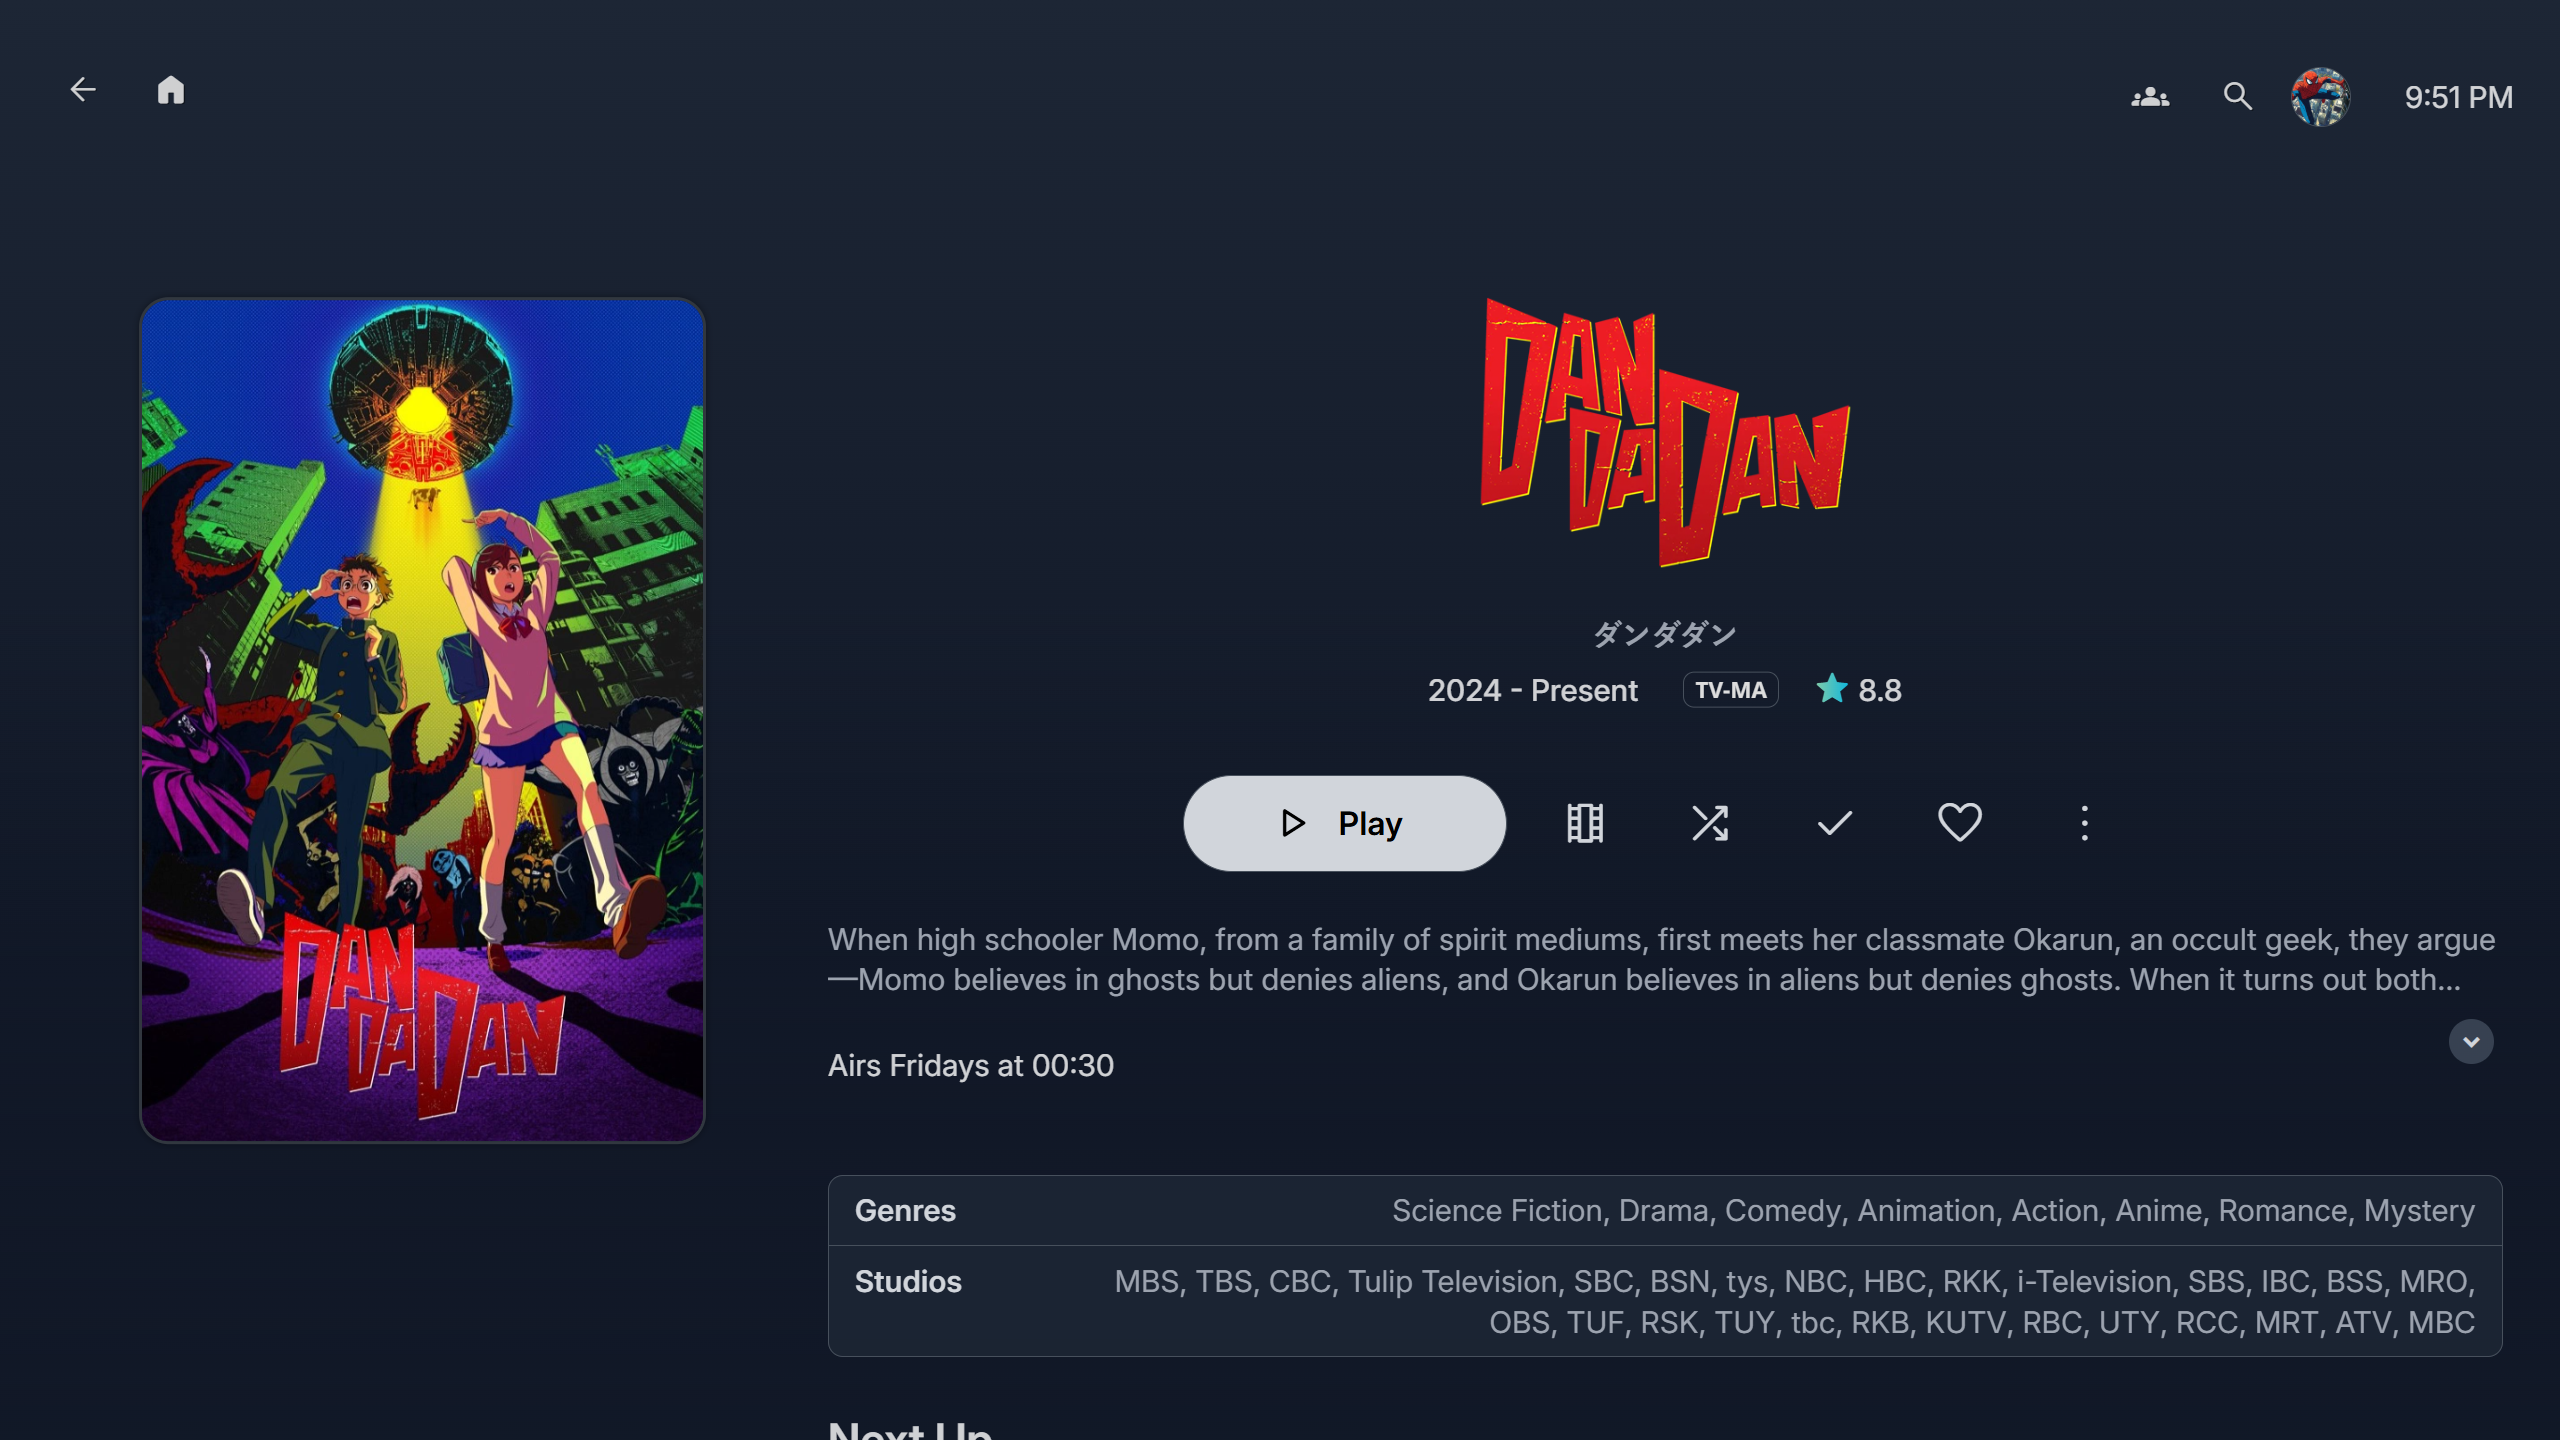 9:51 PM
DAN
DA DAN
DAN
DA DAN
ダンダダン
2024 - Present TV-MA 8.8
Play
When high schooler Momo, from a family of spirit mediums, first meets her classmate Okarun, an occult geek, they argue
—Momo believes in ghosts but denies aliens, and Okarun believes in aliens but denies ghosts. When it turns out both...
Airs Fridays at 00:30
Genres Science Fiction, Drama, Comedy, Animation, Action, Anime, Romance, Mystery
Studios MBS, TBS, CBC, Tulip Television, SBC, BSN, tys, NBC, HBC, RKK, i-Television, SBS, IBC, BSS, MRO,
OBS, TUF, RSK, TUY, tbc, RKB, KUTV, RBC, UTY, RCC, MRT, ATV, MBC
Next Up